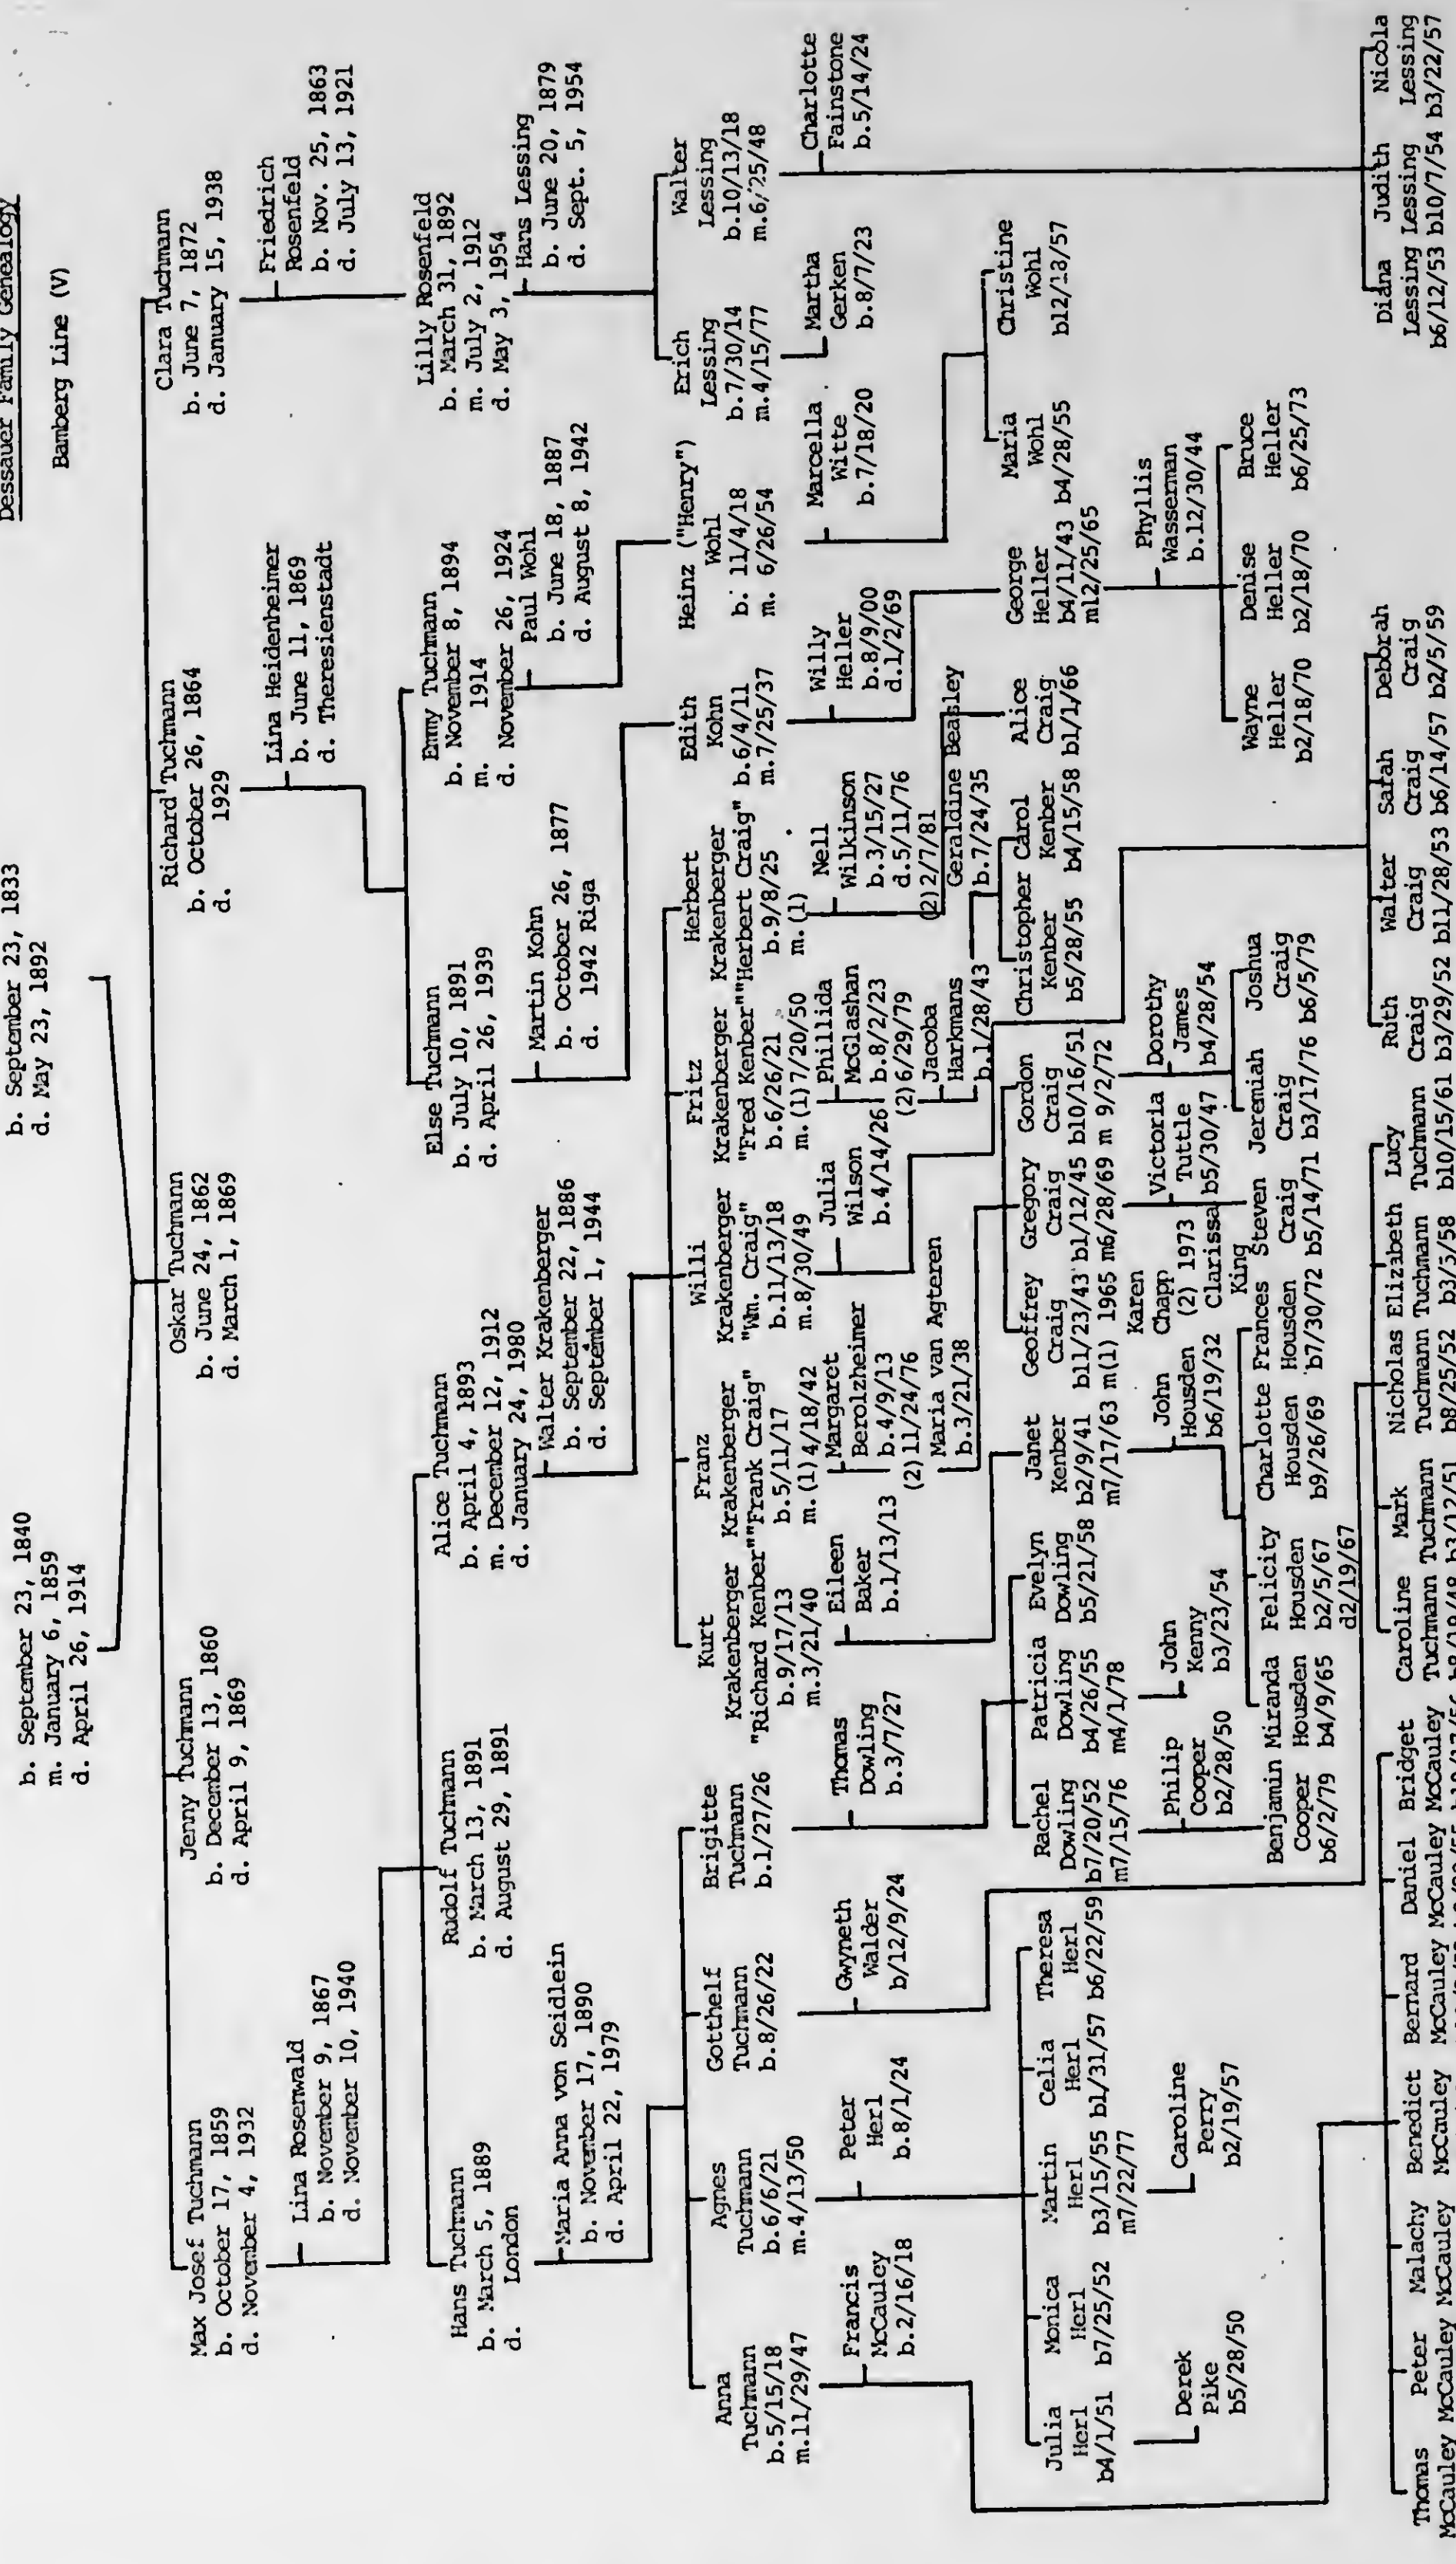 Dessauer Family Genealogy
Bamberg Line (V)
b. September 23, 1840
m. January 6, 1859
d. April 26, 1914
b. September 23, 1833
d. May 23, 1892
Max Josef Tuchmann
b. October 17, 1859
d. November 4, 1932
Jenny Tuchmann
b. December 13, 1860
d. April 9, 1869
Oskar Tuchmann
b. June 24, 1862
d. March 1, 1869
Richard Tuchmann
b. October 26, 1864
d. 1929
Clara Tuchmann
b. June 7, 1872
d. January 15, 1938
Lina Rosenwald
b. November 9, 1867
d. November 10, 1940
Lina Heidenheimer
b. June 11, 1869
d. Theresienstadt
Friedrich
Rosenfeld
b. Nov. 25, 1863
d. July 13, 1921
Hans Tuchmann
b. March 5, 1889
d. London
Rudolf Tuchmann
b. March 13, 1891
d. August 29, 1891
Alice Tuchmann
b. April 4, 1893
m. December 12, 1912
d. January 24, 1980
Else Tuchmann
b. July 10, 1891
d. April 26, 1939
Emmy Tuchmann
b. November 8, 1894
m. 1914
d. November 26, 1924
Lilly Rosenfeld
b. March 31, 1892
m. July 2, 1912
d. May 3, 1954
Maria Anna von Seidlein
b. November 17, 1890
d. April 22, 1979
Walter Krakenberger
b. September 22, 1886
d. September 1, 1944
Martin Kohn
b. October 26, 1877
d. 1942 Riga
Paul Wohl
b. June 18, 1887
d. August 8, 1942
Hans Lessing
b. June 20, 1879
d. Sept. 5, 1954
Anna
Tuchmann
b.5/15/18
m.11/29/47
Agnes
Tuchmann
b.6/6/21
m.4/13/50
Gotthelf
Tuchmann
b.8/26/22
Brigitte
Tuchmann
b.1/27/26
Kurt
Krakenberger
"Richard Kenber"
b.9/17/13
m.3/21/40
Franz
Krakenberger
"Frank Craig"
b.5/11/17
m.(1)4/18/42
Willi
Krakenberger
"Wm. Craig"
b.11/13/18
m.8/30/49
Fritz
Krakenberger
"Fred Kenber"
b.6/26/21
m.(1)7/20/50
Herbert
Krakenberger
"Herbert Craig"
b.9/8/25
m.(1)
Edith
Kohn
b.6/4/11
m.7/25/37
Heinz ("Henry")
Wohl
b. 11/4/18
m. 6/26/54
Erich
Lessing
b.7/30/14
m.4/15/77
Walter
Lessing
b.10/13/18
m.6/25/48
Francis
McCauley
b.2/16/18
Peter
Herl
b.8/1/24
Gwyneth
Walder
b/12/9/24
Thomas
Dowling
b.3/7/27
Eileen
Baker
b.1/13/13
Margaret
Berolzheimer
b.4/9/13
(2)11/24/76
Maria van Agteren
b.3/21/38
Julia
Wilson
b.4/14/26
Phillida
McGlashan
b.8/2/23
(2)6/29/79
Jacoba
Harkmans
b.1/28/43
Nell
Wilkinson
b.3/15/27
d.5/11/76
(2)2/7/81
Geraldine Beasley
b.7/24/35
Willy
Heller
b.8/9/00
d.1/2/69
Marcella
Witte
b.7/18/20
Martha
Gerken
b.8/7/23
Charlotte
Fainstone
b.5/14/24
Julia
Herl
b4/1/51
Monica
Herl
b7/25/52
Martin
Herl
b3/15/55
m7/22/77
Celia
Herl
b1/31/57
Theresa
Herl
b6/22/59
Rachel
Dowling
b7/20/52
m7/15/76
Patricia
Dowling
b4/26/55
m4/1/78
Evelyn
Dowling
b5/21/58
Janet
Kenber
b2/9/41
m7/17/63
Geoffrey
Craig
b11/23/43
m(1) 1965
Karen
Chapp
(2) 1973
Clarissa
King
Gregory
Craig
b1/12/45
m6/28/69
Gordon
Craig
b10/16/51
m 9/2/72
Christopher
Kenber
b5/28/55
Carol
Kenber
b4/15/58
Alice
Craig
b1/1/66
George
Heller
b4/11/43
m12/25/65
Maria
Wohl
b4/28/55
Christine
Wohl
b12/13/57
Derek
Pike
b5/28/50
Caroline
Perry
b2/19/57
Philip
Cooper
b2/28/50
John
Kenny
b3/23/54
John
Housden
b6/19/32
Victoria
Tuttle
b5/30/47
Dorothy
James
b4/28/54
Phyllis
Wasserman
b.12/30/44
Benjamin
Cooper
b6/2/79
Miranda
Housden
b4/9/65
Felicity
Housden
b2/5/67
d2/19/67
Charlotte
Housden
b9/26/69
Frances
Housden
b7/30/72
Steven
Craig
b5/14/71
Jeremiah
Craig
b3/17/76
Joshua
Craig
b6/5/79
Wayne
Heller
b2/18/70
Denise
Heller
b2/18/70
Bruce
Heller
b6/25/73
Thomas
McCauley
Peter
McCauley
Malachy
McCauley
Benedict
McCauley
Bernard
McCauley
Daniel
McCauley
Bridget
McCauley
Caroline
Tuchmann
Mark
Tuchmann
b3/12/51
Nicholas
Tuchmann
b8/25/52
Elizabeth
Tuchmann
b3/3/58
Lucy
Tuchmann
b10/15/61
Ruth
Craig
b3/29/52
Walter
Craig
b11/28/53
Sarah
Craig
b6/14/57
Deborah
Craig
b2/5/59
Diana
Lessing
b6/12/53
Judith
Lessing
b10/7/54
Nicola
Lessing
b3/22/57